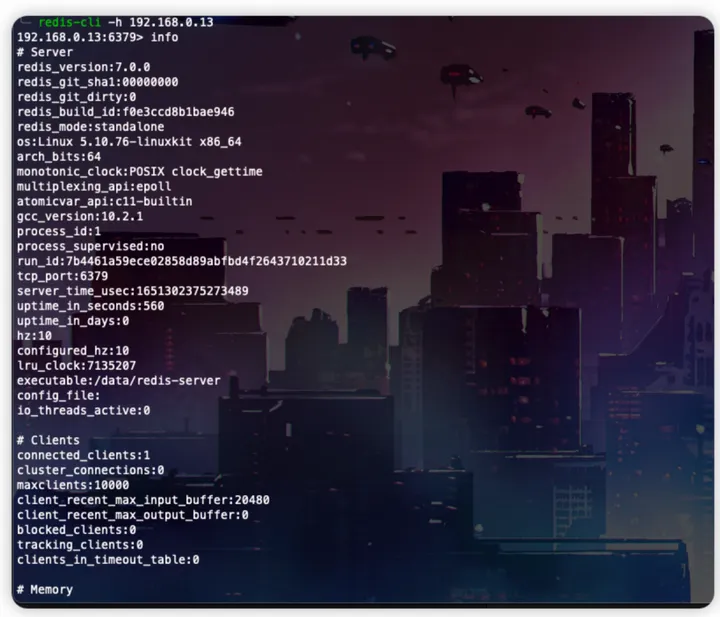 redis-cli -h 192.168.0.13
192.168.0.13:6379> info
# Server
redis_version:7.0.0
redis_git_sha1:00000000
redis_git_dirty:0
redis_build_id:f0e3ccd8b1bae946
redis_mode:standalone
os:Linux 5.10.76-linuxkit x86_64
arch_bits:64
monotonic_clock:POSIX clock_gettime
multiplexing_api:epoll
atomicvar_api:c11-builtin
gcc_version:10.2.1
process_id:1
process_supervised:no
run_id:7b4461a59ece02858d89abfbd4f2643710211d33
tcp_port:6379
server_time_usec:1651302375273489
uptime_in_seconds:560
uptime_in_days:0
hz:10
configured_hz:10
lru_clock:7135207
executable:/data/redis-server
config_file:
io_threads_active:0
# Clients
connected_clients:1
cluster_connections:0
maxclients:10000
client_recent_max_input_buffer:20480
client_recent_max_output_buffer:0
blocked_clients:0
tracking_clients:0
clients_in_timeout_table:0
# Memory